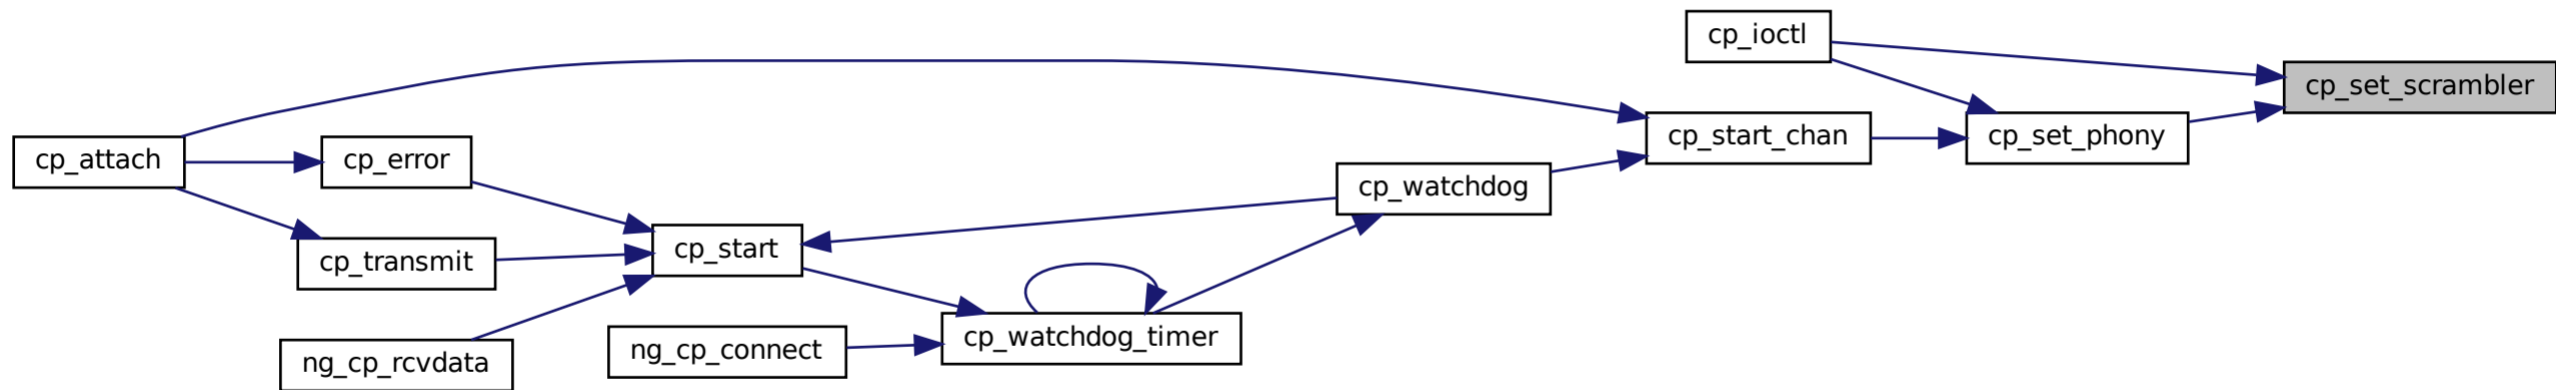 cp_ioctl
cp_set_scrambler
cp_start_chan
cp_set_phony
cp_attach
cp_error
cp_watchdog
cp_start
cp_transmit
cp_watchdog_timer
ng_cp_connect
ng_cp_rcvdata